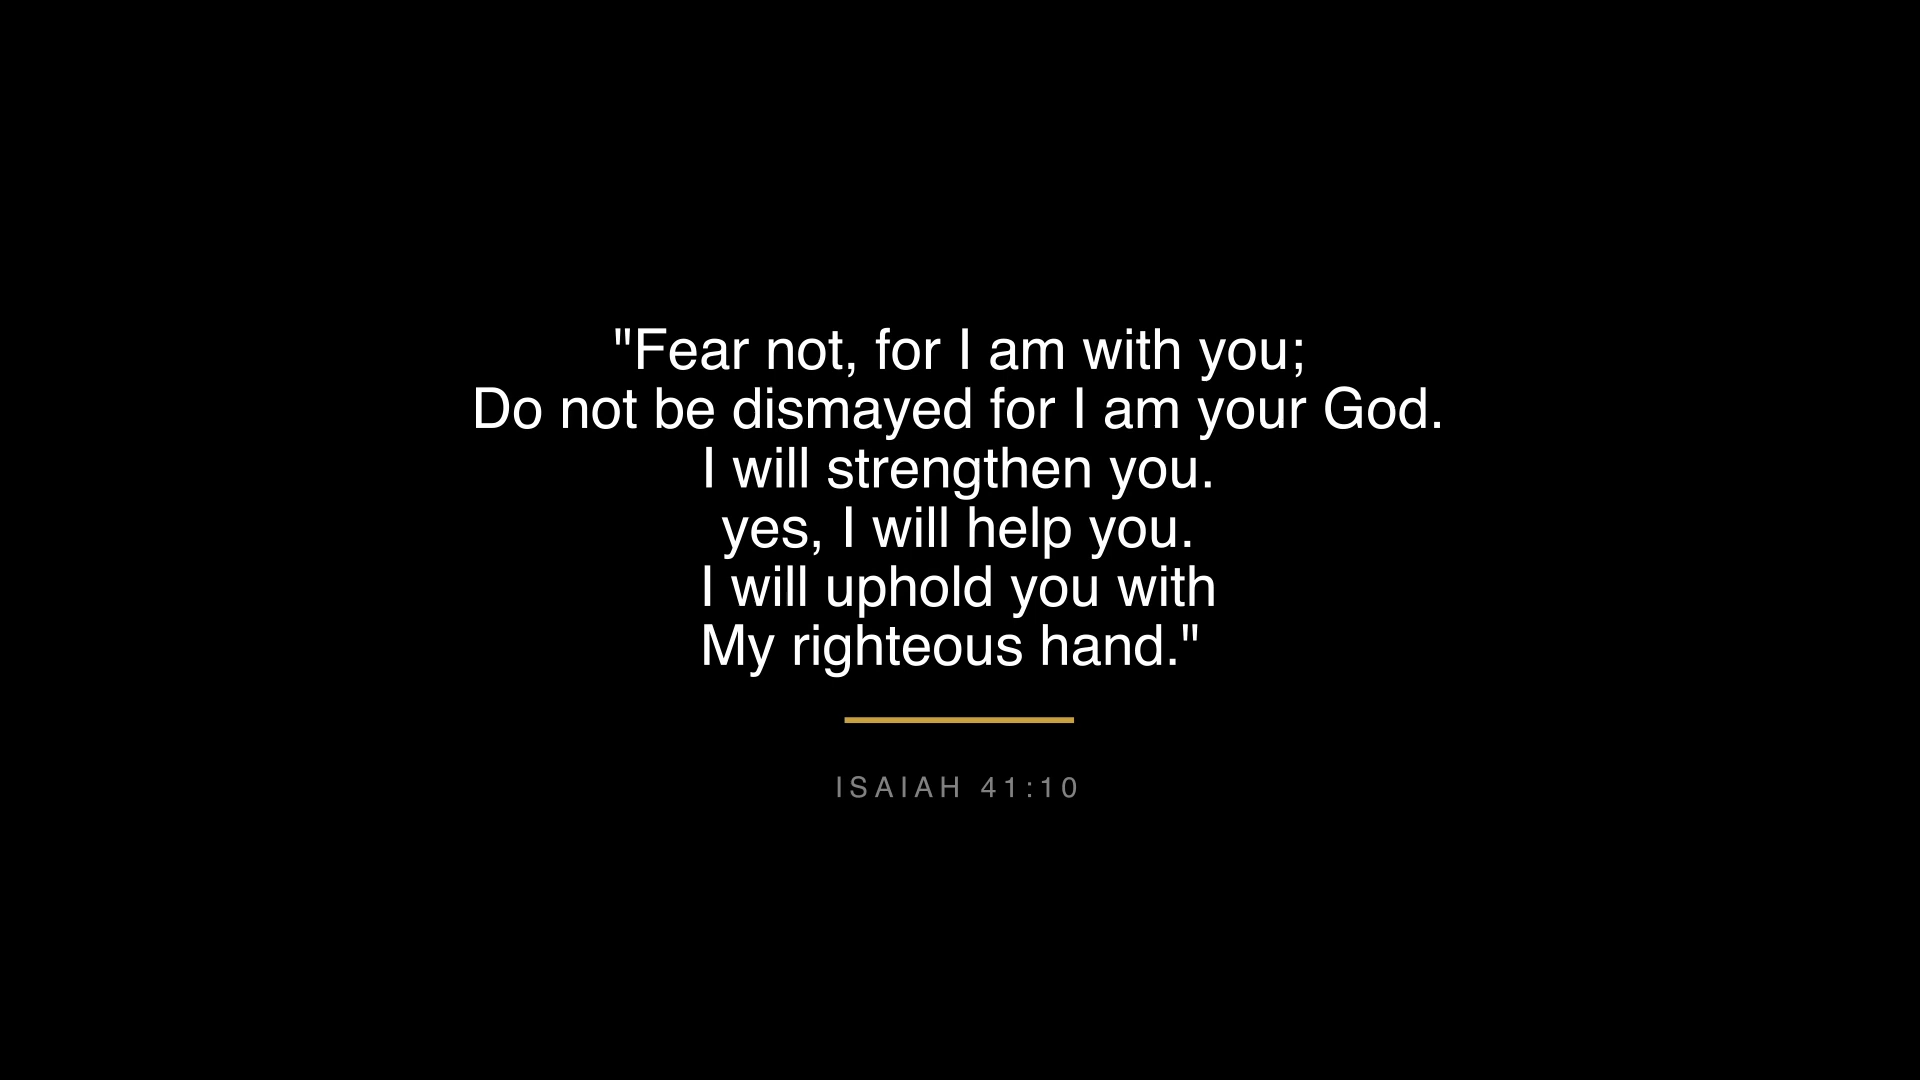 "Fear not, for I am with you;
Do not be dismayed for I am your God.
I will strengthen you.
yes, I will help you.
I will uphold you with
My righteous hand."
ISAIAH 41:10